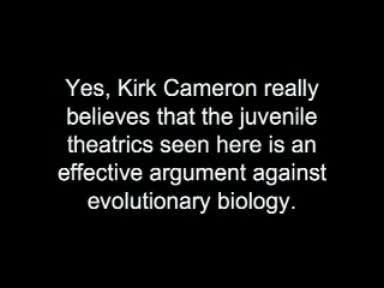 Yes, Kirk Cameron really
believes that the juvenile
theatrics seen here is an
effective argument against
evolutionary biology.